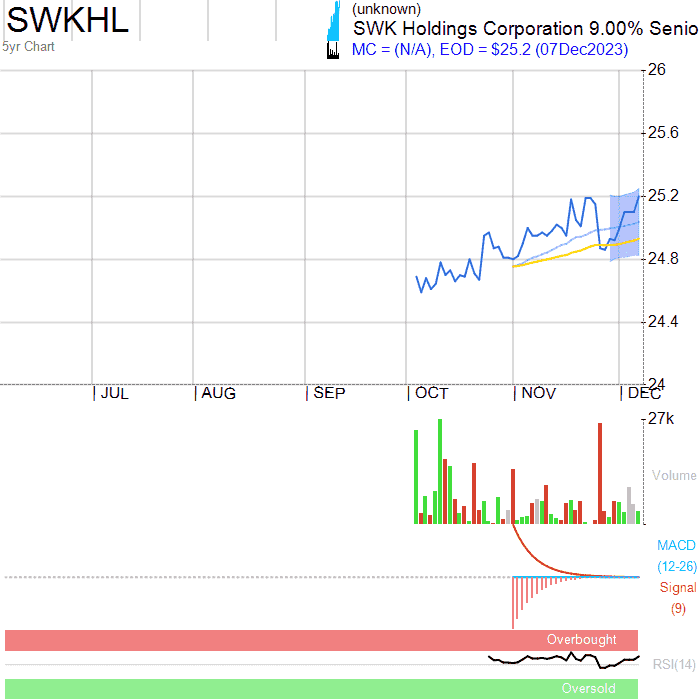 SWKHL
(unknown)
SWK Holdings Corporation 9.00% Senio
5yr Chart
MC = (N/A), EOD = $25.2 (07Dec2023)
26
25.6
25.2
24.8
24.4
24
JUL AUG SEP OCT NOV DEC
27k
Volume
MACD
(12-26)
Signal
(9)
Overbought
RSI(14)
Oversold